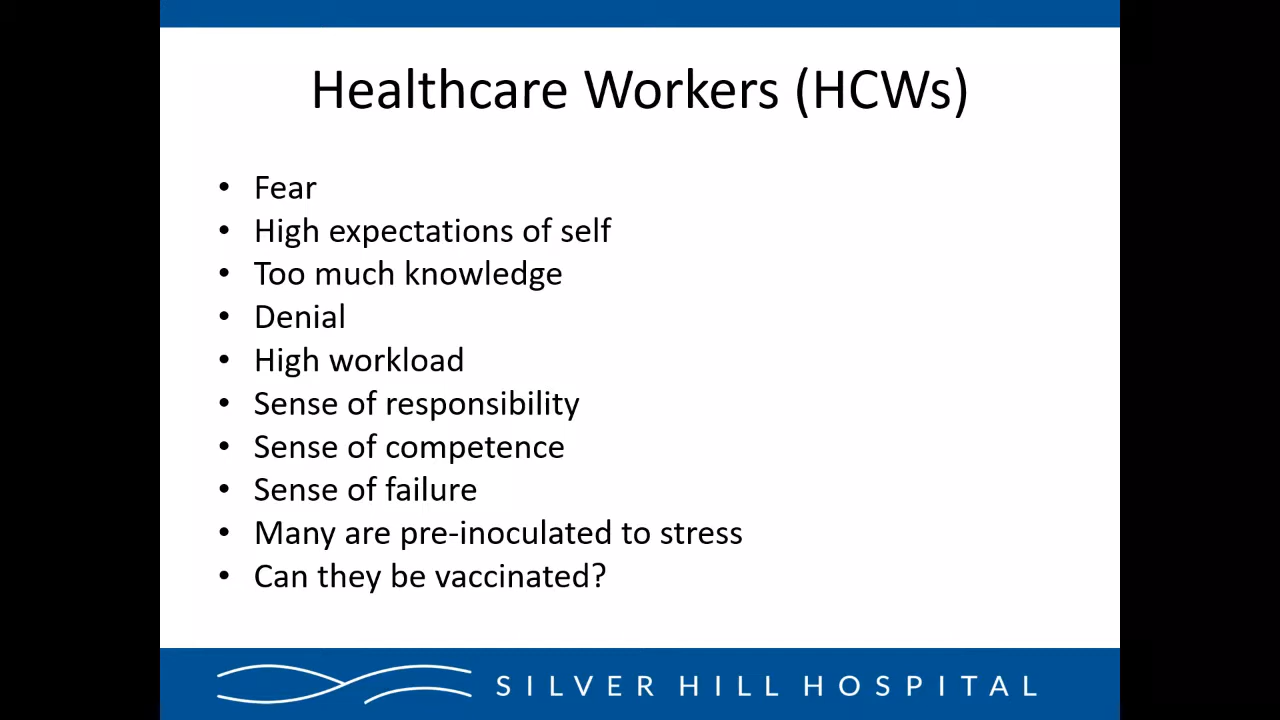 Healthcare Workers (HCWs)
• Fear
• High expectations of self
• Too much knowledge
• Denial
• High workload
• Sense of responsibility
• Sense of competence
• Sense of failure
• Many are pre-inoculated to stress
• Can they be vaccinated?
SILVER HILL HOSPITAL